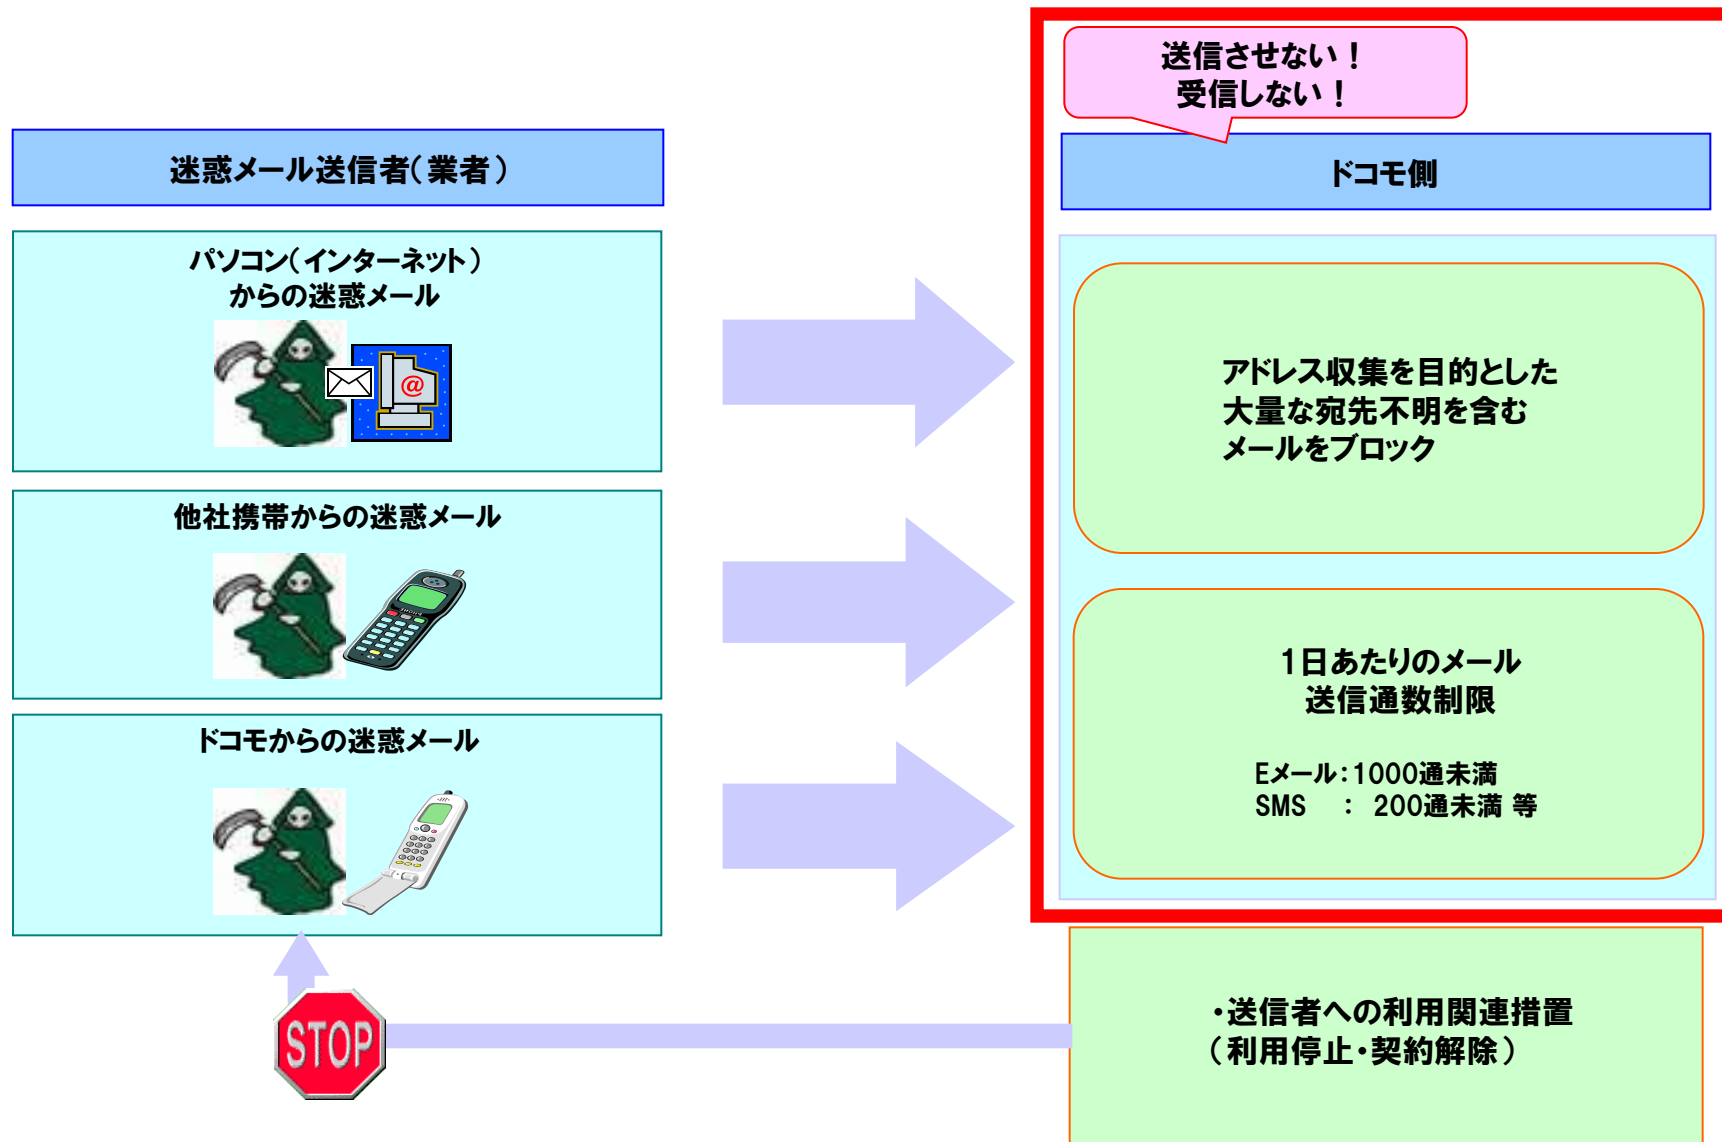 送信させない！
受信しない！
迷惑メール送信者（業者）
ドコモ側
パソコン（インターネット）
からの迷惑メール
@
他社携帯からの迷惑メール
ドコモからの迷惑メール
アドレス収集を目的とした
大量な宛先不明を含む
メールをブロック
1日あたりのメール
送信通数制限
Eメール：1000通未満
SMS ： 200通未満 等
STOP
・送信者への利用関連措置
（利用停止・契約解除）